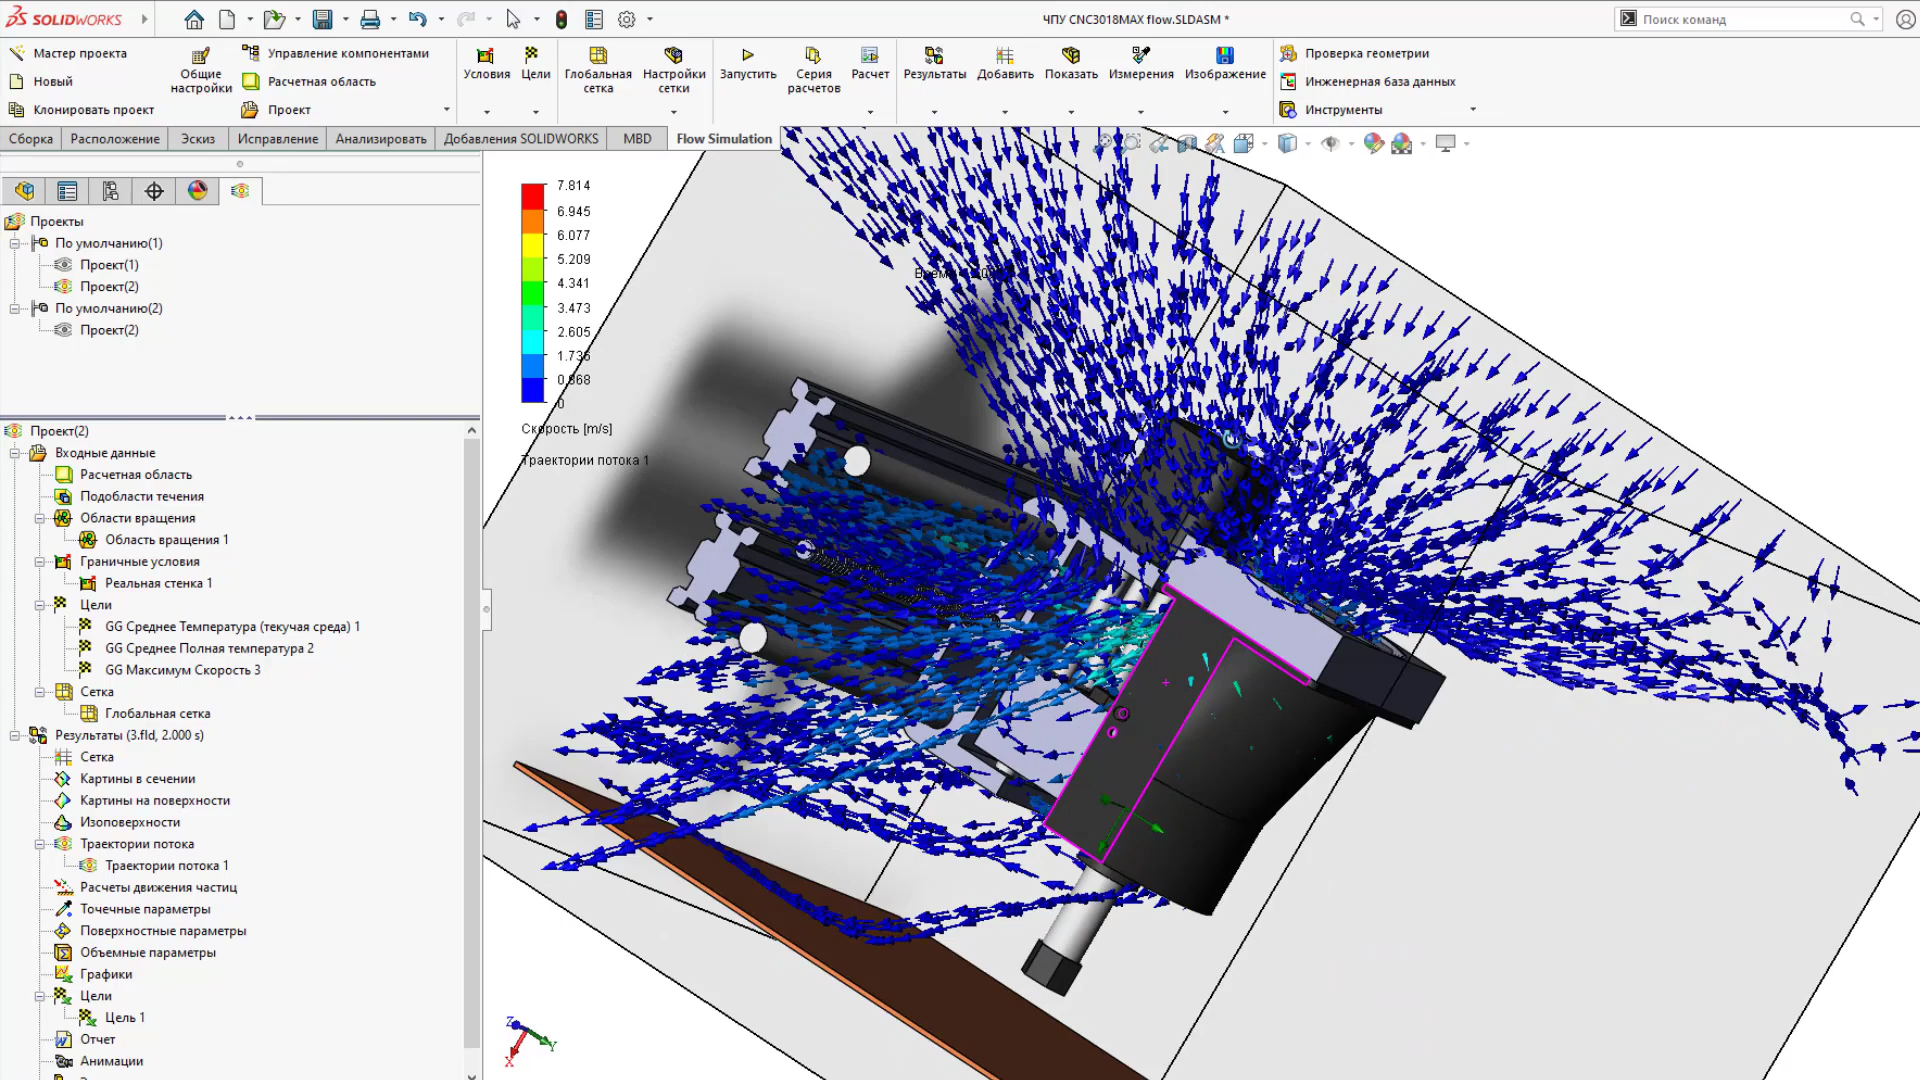 SOLIDWORKS
ЧПУ CNC3018MAX flow.SLDASM *
Поиск команд
Мастер проекта
Новый
Клонировать проект
Общие настройки
Управление компонентами
Расчетная область
Проект
Условия
Цели
Глобальная сетка
Настройки сетки
Запустить
Серия расчетов
Расчет
Результаты
Добавить
Показать
Измерения
Изображение
Проверка геометрии
Инженерная база данных
Инструменты
Сборка
Расположение
Эскиз
Исправление
Анализировать
Добавления SOLIDWORKS
MBD
Flow Simulation
Проекты
По умолчанию(1)
Проект(1)
Проект(2)
По умолчанию(2)
Проект(2)
Проект(2)
Входные данные
Расчетная область
Подобласти течения
Области вращения
Область вращения 1
Граничные условия
Реальная стенка 1
Цели
GG Среднее Температура (текучая среда) 1
GG Среднее Полная температура 2
GG Максимум Скорость 3
Сетка
Глобальная сетка
Результаты (3.fld, 2.000 s)
Сетка
Картины в сечении
Картины на поверхности
Изоповерхности
Траектории потока
Траектории потока 1
Расчеты движения частиц
Точечные параметры
Поверхностные параметры
Объемные параметры
Графики
Цели
Цель 1
Отчет
Анимации
7.814
6.945
6.077
5.209
4.341
3.473
2.605
1.736
0.868
0
Скорость [m/s]
Траектории потока 1
Z
Y
X